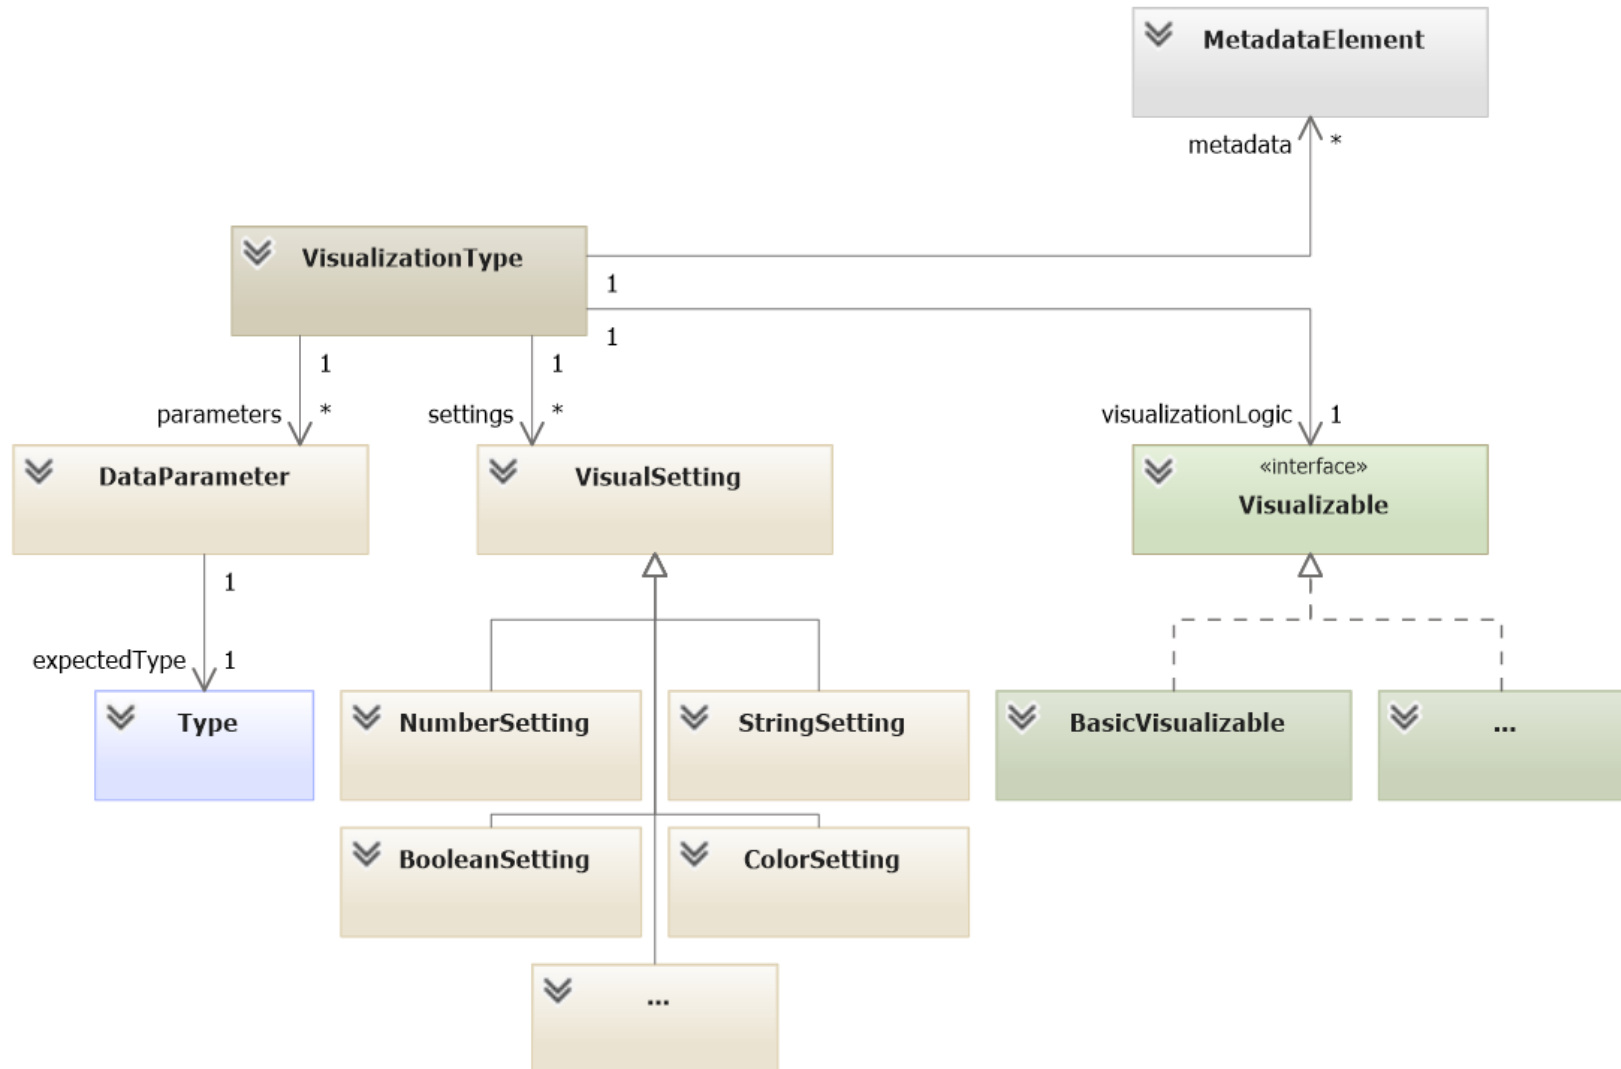 MetadataElement
metadata
*
VisualizationType
1
1
1
1
parameters
*
settings
*
visualizationLogic
1
DataParameter
VisualSetting
«interface»
Visualizable
1
expectedType
1
Type
NumberSetting
StringSetting
BasicVisualizable
...
BooleanSetting
ColorSetting
...